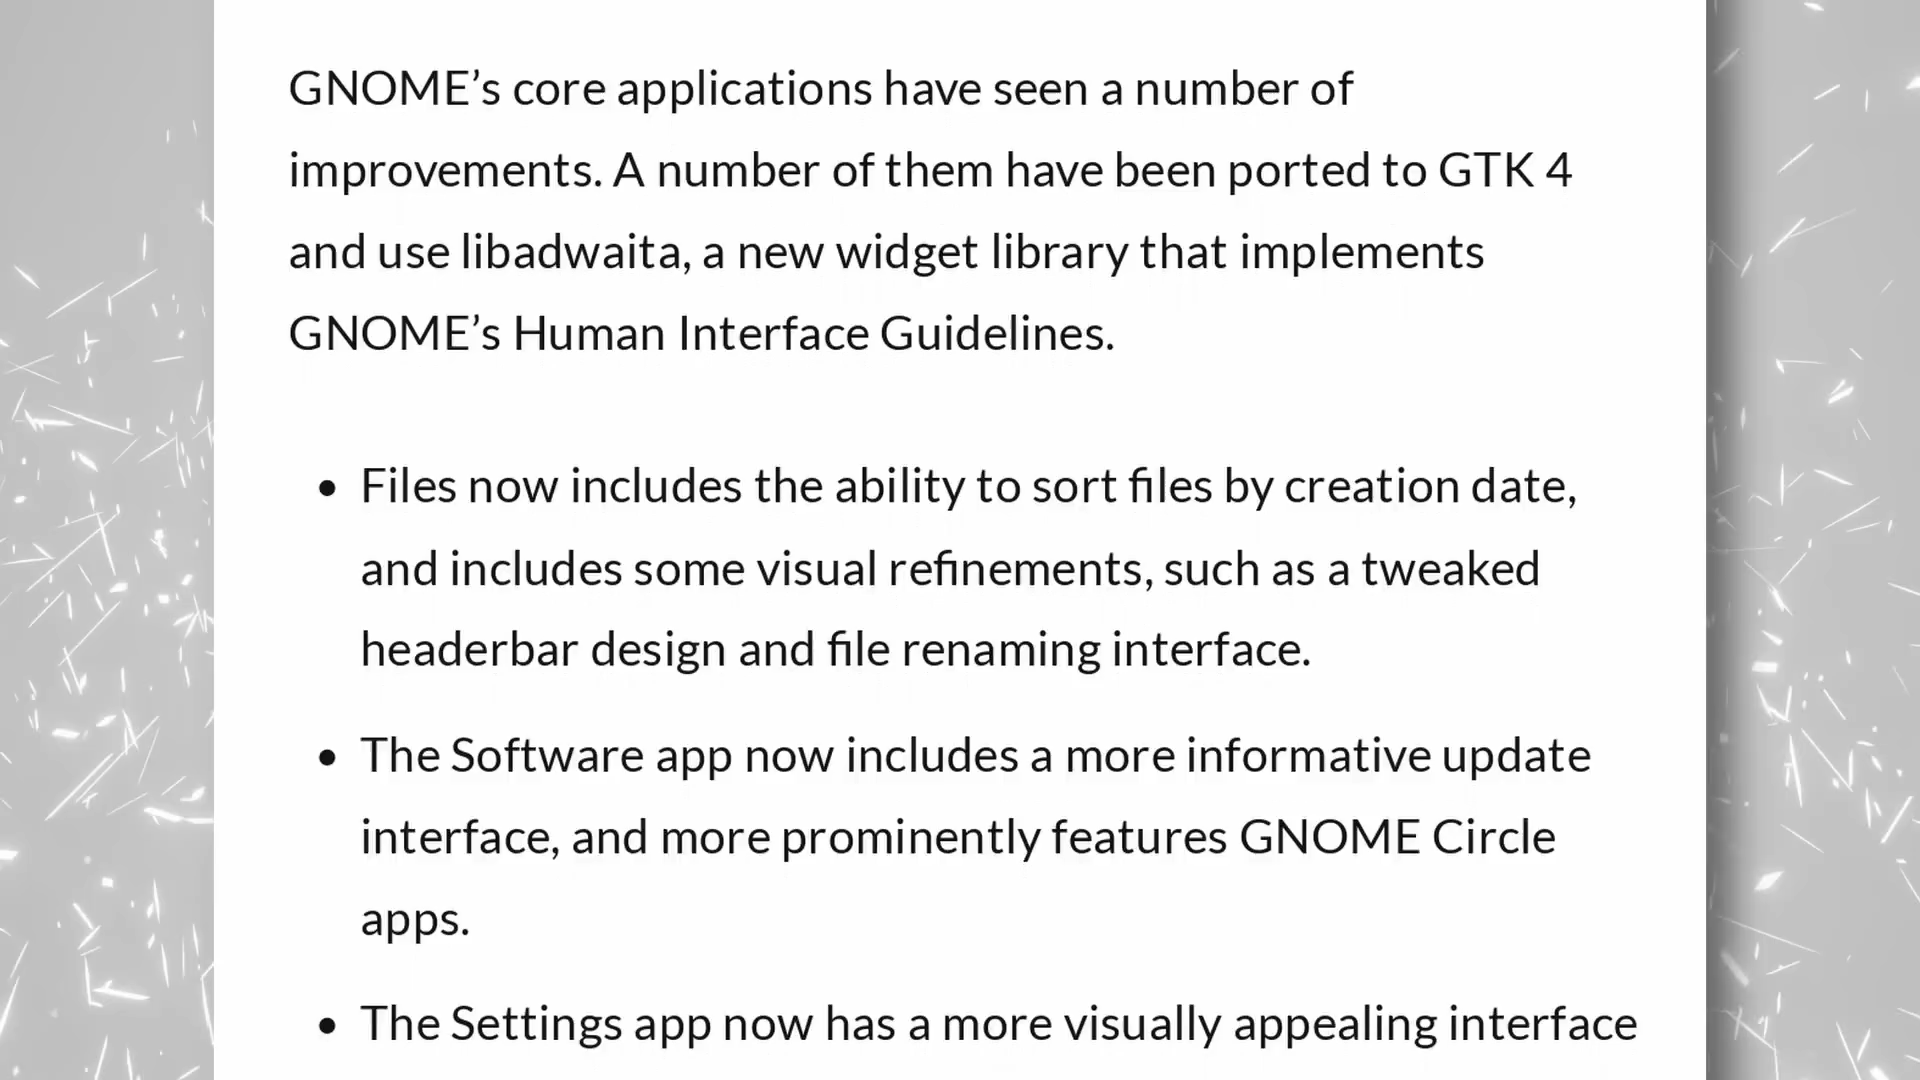 GNOME’s core applications have seen a number of
improvements. A number of them have been ported to GTK 4
and use libadwaita, a new widget library that implements
GNOME’s Human Interface Guidelines.
• Files now includes the ability to sort files by creation date,
and includes some visual refinements, such as a tweaked
headerbar design and file renaming interface.
• The Software app now includes a more informative update
interface, and more prominently features GNOME Circle
apps.
• The Settings app now has a more visually appealing interface